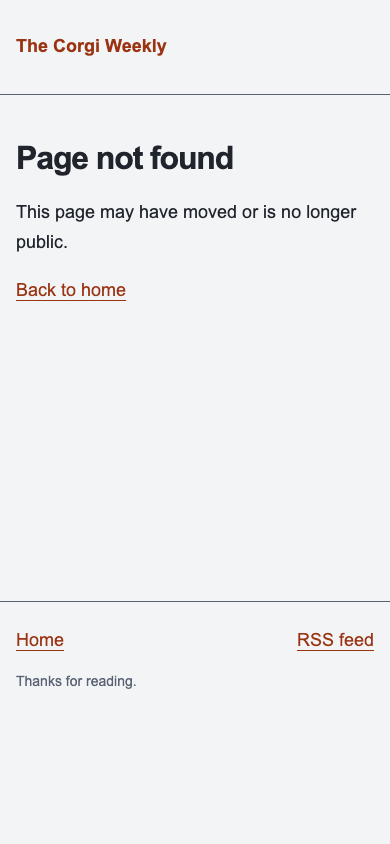 The Corgi Weekly
Page not found
This page may have moved or is no longer
public.
Back to home
Home
RSS feed
Thanks for reading.